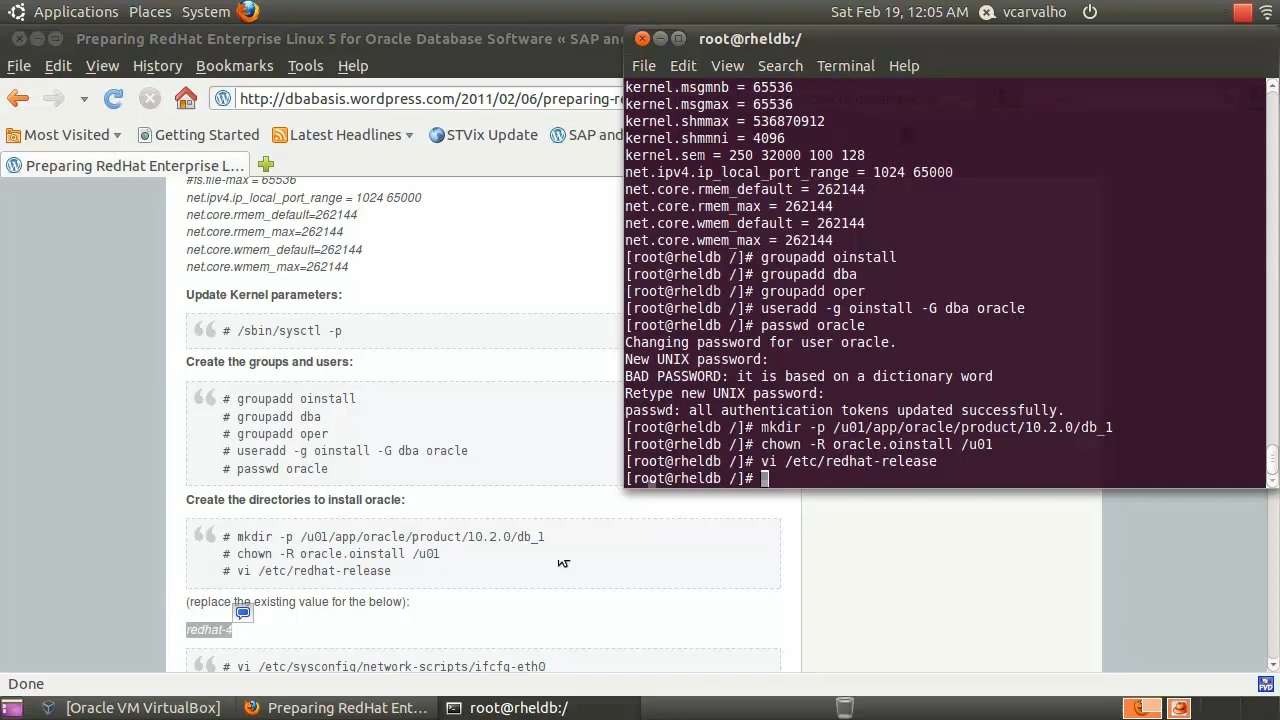 Applications Places System
Sat Feb 19, 12:05 AM vcarvalho
Preparing RedHat Enterprise Linux 5 for Oracle Database Software « SAP and
File Edit View History Bookmarks Tools Help
http://dbabasis.wordpress.com/2011/02/06/preparing-r
Most Visited Getting Started Latest Headlines STVix Update SAP and
Preparing RedHat Enterprise L...
#fs.file-max = 65536
net.ipv4.ip_local_port_range = 1024 65000
net.core.rmem_default=262144
net.core.rmem_max=262144
net.core.wmem_default=262144
net.core.wmem_max=262144
Update Kernel parameters:
# /sbin/sysctl -p
Create the groups and users:
# groupadd oinstall
# groupadd dba
# groupadd oper
# useradd -g oinstall -G dba oracle
# passwd oracle
Create the directories to install oracle:
# mkdir -p /u01/app/oracle/product/10.2.0/db_1
# chown -R oracle.oinstall /u01
# vi /etc/redhat-release
(replace the existing value for the below):
redhat-4
# vi /etc/sysconfig/network-scripts/ifcfg-eth0
Done
root@rheldb:/
File Edit View Search Terminal Help
kernel.msgmnb = 65536
kernel.msgmax = 65536
kernel.shmmax = 536870912
kernel.shmmni = 4096
kernel.sem = 250 32000 100 128
net.ipv4.ip_local_port_range = 1024 65000
net.core.rmem_default = 262144
net.core.rmem_max = 262144
net.core.wmem_default = 262144
net.core.wmem_max = 262144
[root@rheldb /]# groupadd oinstall
[root@rheldb /]# groupadd dba
[root@rheldb /]# groupadd oper
[root@rheldb /]# useradd -g oinstall -G dba oracle
[root@rheldb /]# passwd oracle
Changing password for user oracle.
New UNIX password:
BAD PASSWORD: it is based on a dictionary word
Retype new UNIX password:
passwd: all authentication tokens updated successfully.
[root@rheldb /]# mkdir -p /u01/app/oracle/product/10.2.0/db_1
[root@rheldb /]# chown -R oracle.oinstall /u01
[root@rheldb /]# vi /etc/redhat-release
[root@rheldb /]#
FVD
[Oracle VM VirtualBox] Preparing RedHat Ent... root@rheldb:/